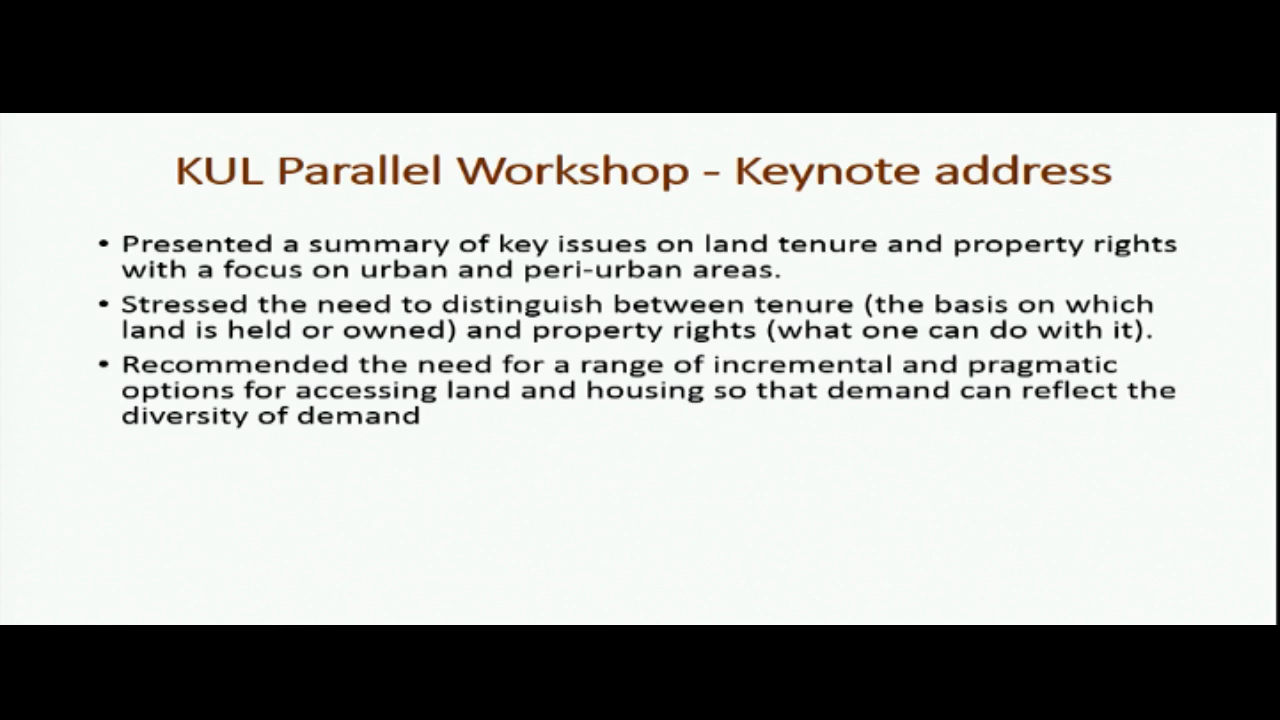 KUL Parallel Workshop - Keynote address
• Presented a summary of key issues on land tenure and property rights
with a focus on urban and peri-urban areas.
• Stressed the need to distinguish between tenure (the basis on which
land is held or owned) and property rights (what one can do with it).
• Recommended the need for a range of incremental and pragmatic
options for accessing land and housing so that demand can reflect the
diversity of demand